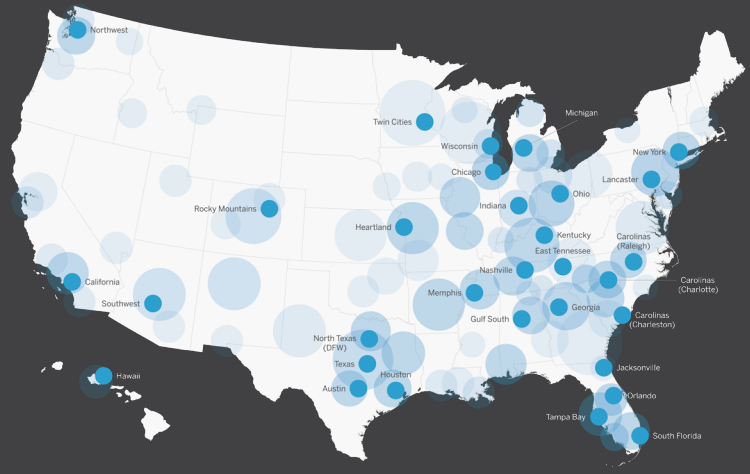 Northwest
Michigan
Twin Cities
Wisconsin
New York
Chicago
Lancaster
Ohio
Indiana
Rocky Mountains
Heartland
Kentucky
Carolinas
(Raleigh)
East Tennessee
Nashville
California
Carolinas
(Charlotte)
Memphis
Southwest
Georgia
Gulf South
Carolinas
(Charleston)
North Texas
(DFW)
Texas
Houston
Jacksonville
Hawaii
Austin
Orlando
Tampa Bay
South Florida